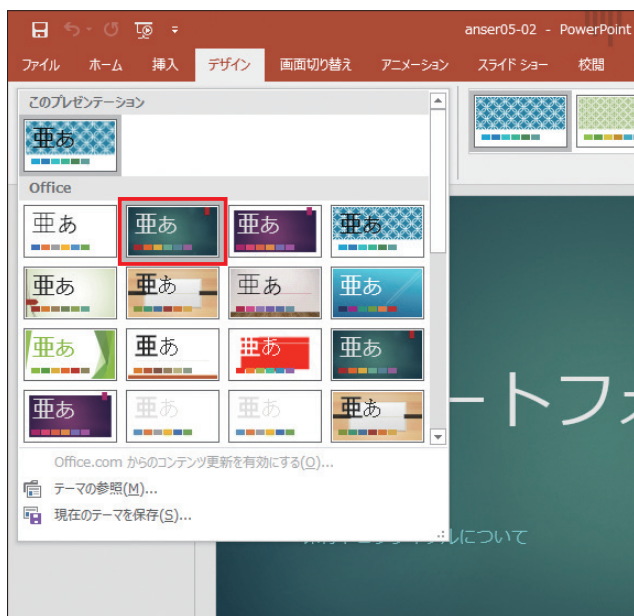 anser05-02 - PowerPoint
ファイル ホーム 挿入 デザイン 画面切り替え アニメーション スライド ショー 校閲
このプレゼンテーション
亜あ
Office
亜あ 亜あ 亜あ 亜あ
亜あ 亜あ 亜あ 亜あ
亜あ 亜あ 亜あ 亜あ
亜あ 亜あ 亜あ 亜あ
ートフォ
Office.com からのコンテンツ更新を有効にする(O)...
テーマの参照(M)...
現在のテーマを保存(S)...
ルについて